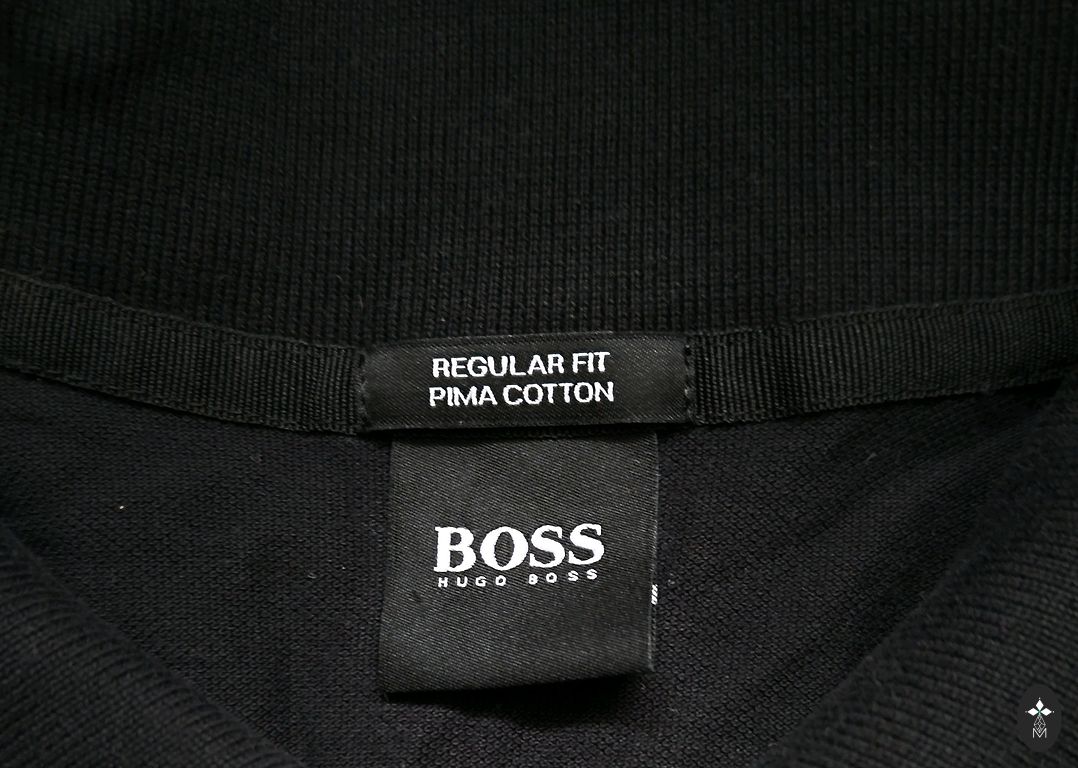 REGULAR FIT
PIMA COTTON
BOSS
HUGO BOSS
M